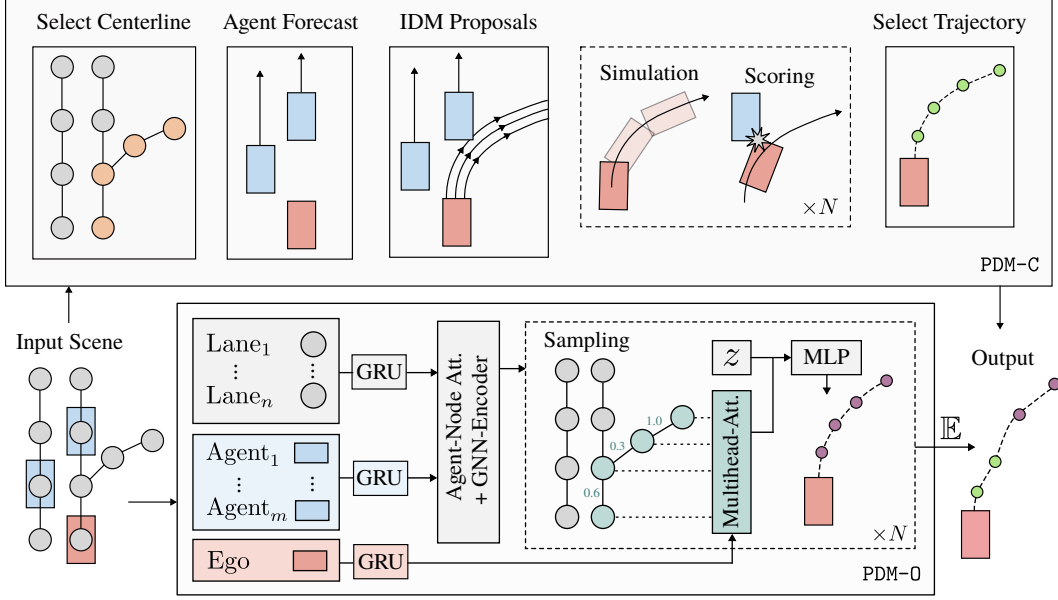 Select Centerline
Agent Forecast
IDM Proposals
Select Trajectory
Simulation
Scoring
×N
PDM-C
Input Scene
Lane₁
⋮
Laneₙ
⋮
GRU
Agent₁
⋮
Agentₘ
⋮
GRU
Ego
GRU
Agent-Node Att.
+ GNN-Encoder
Sampling
1.0
0.3
0.6
Multihead-Att.
z
MLP
×N
PDM-O
𝔼
Output